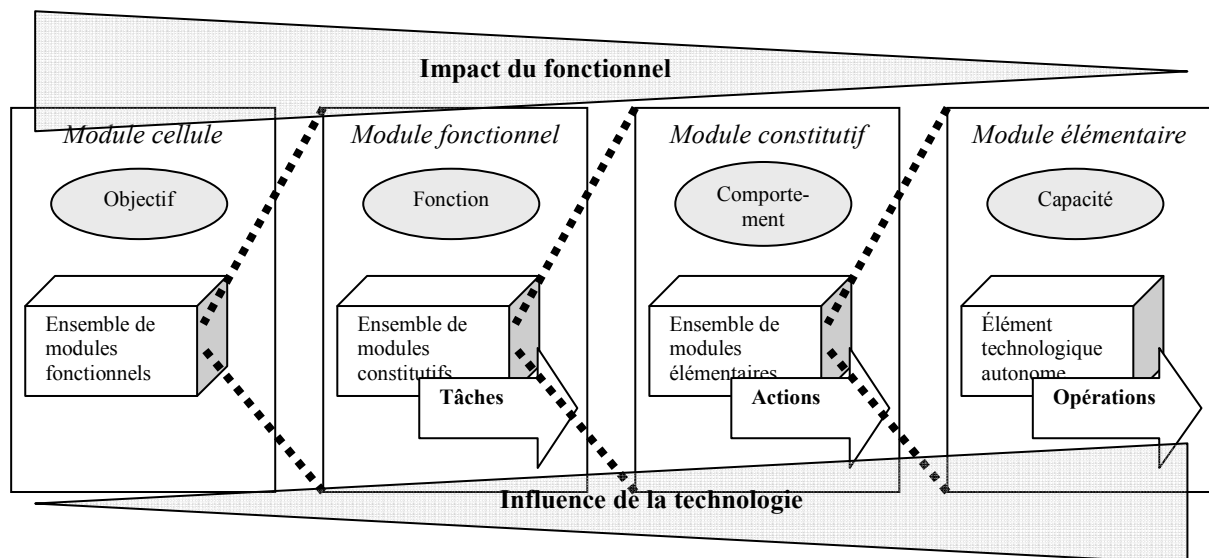 Impact du fonctionnel
Module cellule
Objectif
Ensemble de
modules
fonctionnels
Module fonctionnel
Fonction
Ensemble de
modules
constitutifs
Tâches
Module constitutif
Comporte-
ment
Ensemble de
modules
élémentaires
Actions
Module élémentaire
Capacité
Élément
technologique
autonome
Opérations
Influence de la technologie